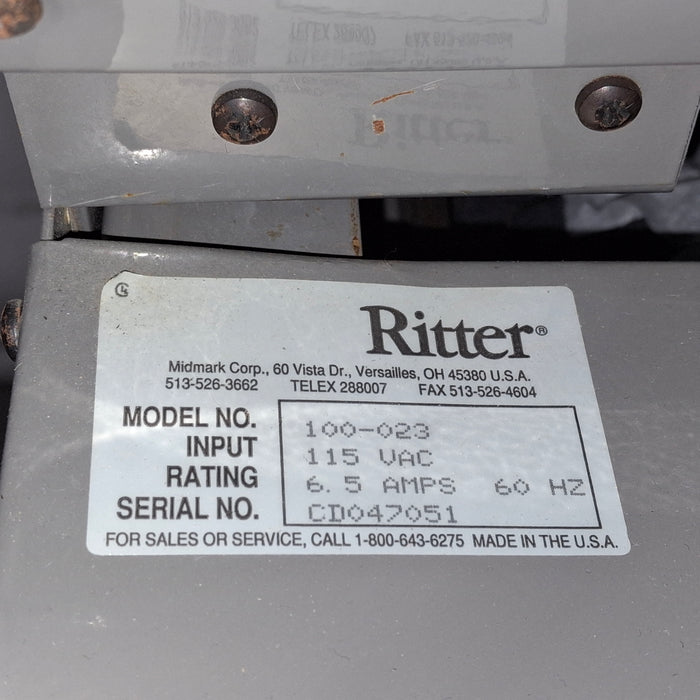 Ritter®
Midmark Corp., 60 Vista Dr., Versailles, OH 45380 U.S.A.
513-526-3662 TELEX 288007 FAX 513-526-4604
MODEL NO. 100-023
INPUT 115 VAC
RATING 6.5 AMPS 60 HZ
SERIAL NO. CD047051
FOR SALES OR SERVICE, CALL 1-800-643-6275 MADE IN THE U.S.A.